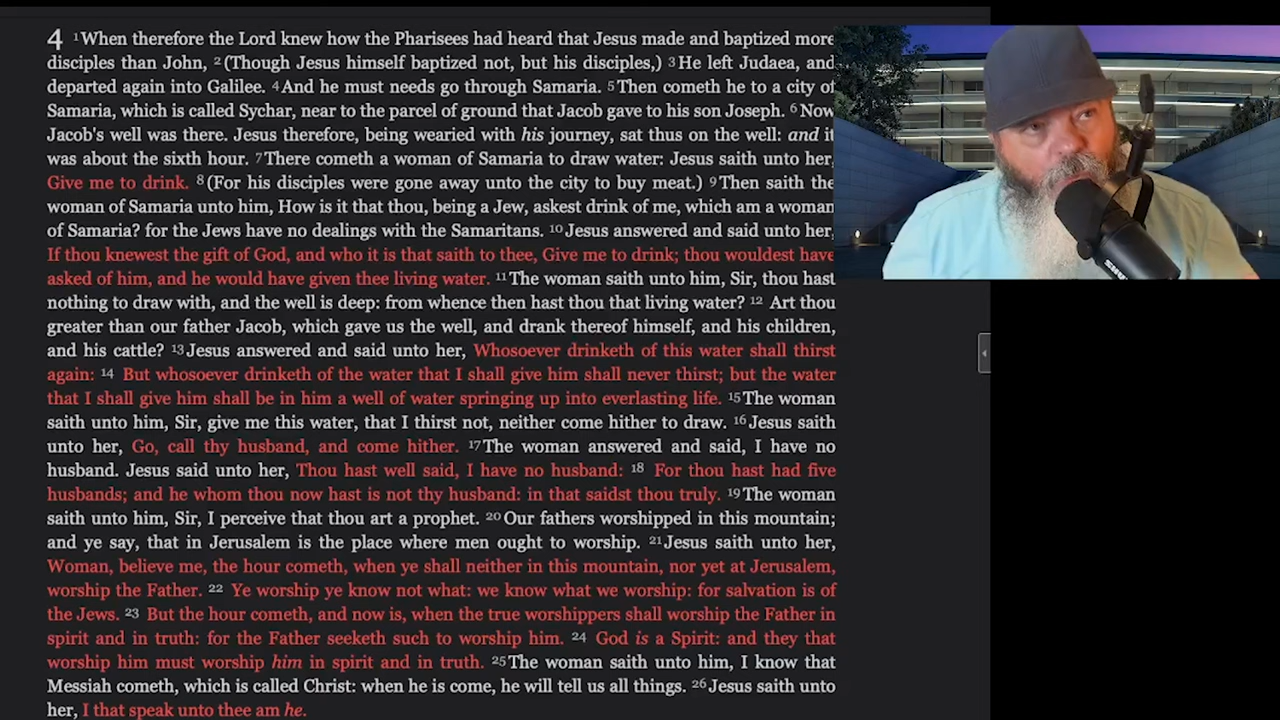 4 1When therefore the Lord knew how the Pharisees had heard that Jesus made and baptized more
disciples than John, 2(Though Jesus himself baptized not, but his disciples,) 3He left Judaea, and
departed again into Galilee. 4And he must needs go through Samaria. 5Then cometh he to a city of
Samaria, which is called Sychar, near to the parcel of ground that Jacob gave to his son Joseph. 6Now
Jacob's well was there. Jesus therefore, being wearied with his journey, sat thus on the well: and it
was about the sixth hour. 7There cometh a woman of Samaria to draw water: Jesus saith unto her,
Give me to drink. 8(For his disciples were gone away unto the city to buy meat.) 9Then saith the
woman of Samaria unto him, How is it that thou, being a Jew, askest drink of me, which am a woman
of Samaria? for the Jews have no dealings with the Samaritans. 10Jesus answered and said unto her,
If thou knewest the gift of God, and who it is that saith to thee, Give me to drink; thou wouldest have
asked of him, and he would have given thee living water. 11The woman saith unto him, Sir, thou hast
nothing to draw with, and the well is deep: from whence then hast thou that living water? 12 Art thou
greater than our father Jacob, which gave us the well, and drank thereof himself, and his children,
and his cattle? 13Jesus answered and said unto her, Whosoever drinketh of this water shall thirst
again: 14 But whosoever drinketh of the water that I shall give him shall never thirst; but the water
that I shall give him shall be in him a well of water springing up into everlasting life. 15The woman
saith unto him, Sir, give me this water, that I thirst not, neither come hither to draw. 16Jesus saith
unto her, Go, call thy husband, and come hither. 17The woman answered and said, I have no
husband. Jesus said unto her, Thou hast well said, I have no husband: 18 For thou hast had five
husbands; and he whom thou now hast is not thy husband: in that saidst thou truly. 19The woman
saith unto him, Sir, I perceive that thou art a prophet. 20Our fathers worshipped in this mountain;
and ye say, that in Jerusalem is the place where men ought to worship. 21Jesus saith unto her,
Woman, believe me, the hour cometh, when ye shall neither in this mountain, nor yet at Jerusalem,
worship the Father. 22 Ye worship ye know not what: we know what we worship: for salvation is of
the Jews. 23 But the hour cometh, and now is, when the true worshippers shall worship the Father in
spirit and in truth: for the Father seeketh such to worship him. 24 God is a Spirit: and they that
worship him must worship him in spirit and in truth. 25The woman saith unto him, I know that
Messiah cometh, which is called Christ: when he is come, he will tell us all things. 26Jesus saith unto
her, I that speak unto thee am he.